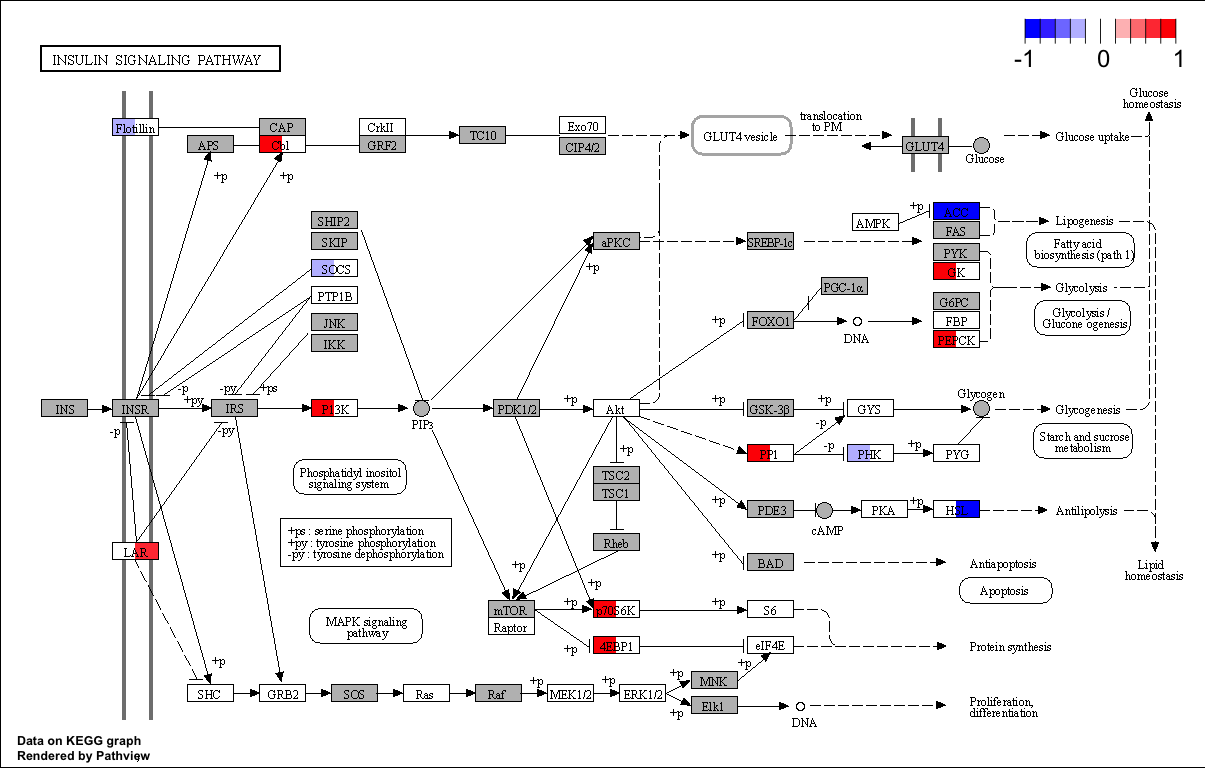 INSULIN SIGNALING PATHWAY
-1 0 1
Glucose
homeostasis
Flotillin
CAP
CrkII
Exo70
APS
Cbl
GRF2
TC10
CIP4/2
GLUT4 vesicle
translocation
to PM
GLUT4
Glucose
Glucose uptake
+p
+p
SHIP2
SKIP
SOCS
PTP1B
JNK
IKK
aPKC
+p
SREBP-1c
AMPK
+p
ACC
FAS
PYK
GK
G6PC
FBP
PEPCK
Lipogenesis
Fatty acid
biosynthesis (path 1)
Glycolysis
Glycolysis /
Glucone ogenesis
PGC-1α
FOXO1
+p
DNA
-p
+py
-py
+ps
INS
INSR
IRS
PI3K
PIP3
PDK1/2
+p
Akt
+p
GSK-3β
+p
GYS
Glycogen
Glycogenesis
-p
-py
-p
-p
PP1
PHK
+p
PYG
Starch and sucrose
metabolism
Phosphatidyl inositol
signaling system
+p
TSC2
TSC1
+p
PDE3
cAMP
PKA
+p
HSL
Antilipolysis
+ps : serine phosphorylation
+py : tyrosine phosphorylation
-py : tyrosine dephosphorylation
LAR
Rheb
+p
BAD
Antiapoptosis
Apoptosis
Lipid
homeostasis
+p
+p
mTOR
Raptor
+p
p70S6K
+p
S6
MAPK signaling
pathway
+p
4EBP1
eIF4E
Protein synthesis
+p
SHC
GRB2
SOS
Ras
Raf
+p
MEK1/2
+p
ERK1/2
+p
MNK
+p
+p
Elk1
DNA
Proliferation,
differentiation
Data on KEGG graph
Rendered by Pathview